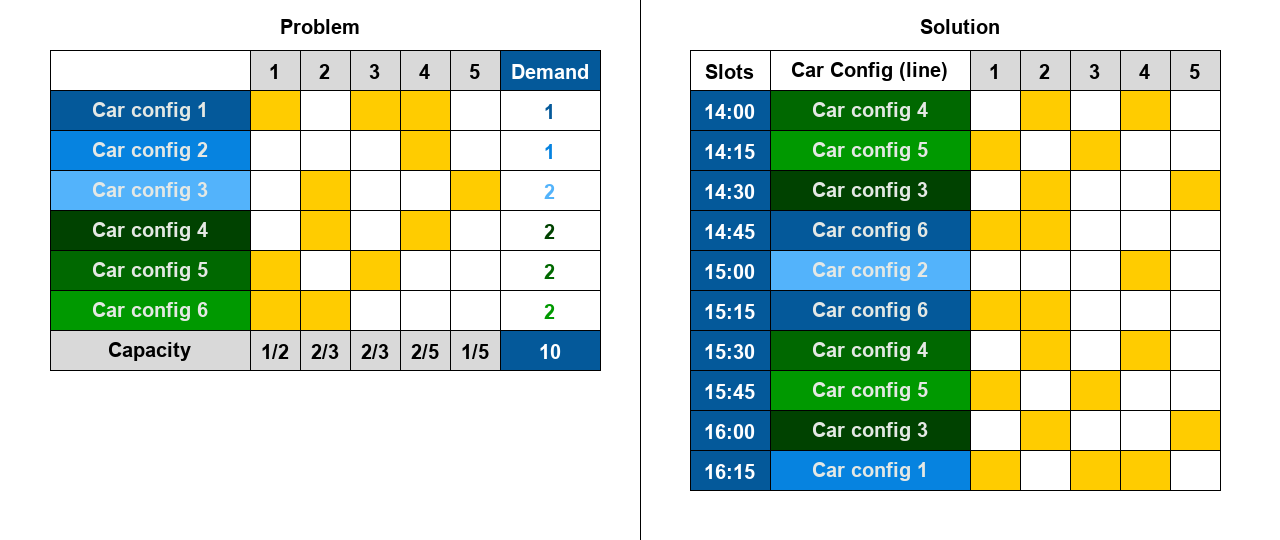 Problem
1 2 3 4 5 Demand
Car config 1 1
Car config 2 1
Car config 3 2
Car config 4 2
Car config 5 2
Car config 6 2
Capacity 1/2 2/3 2/3 2/5 1/5 10
Solution
Slots Car Config (line) 1 2 3 4 5
14:00 Car config 4
14:15 Car config 5
14:30 Car config 3
14:45 Car config 6
15:00 Car config 2
15:15 Car config 6
15:30 Car config 4
15:45 Car config 5
16:00 Car config 3
16:15 Car config 1